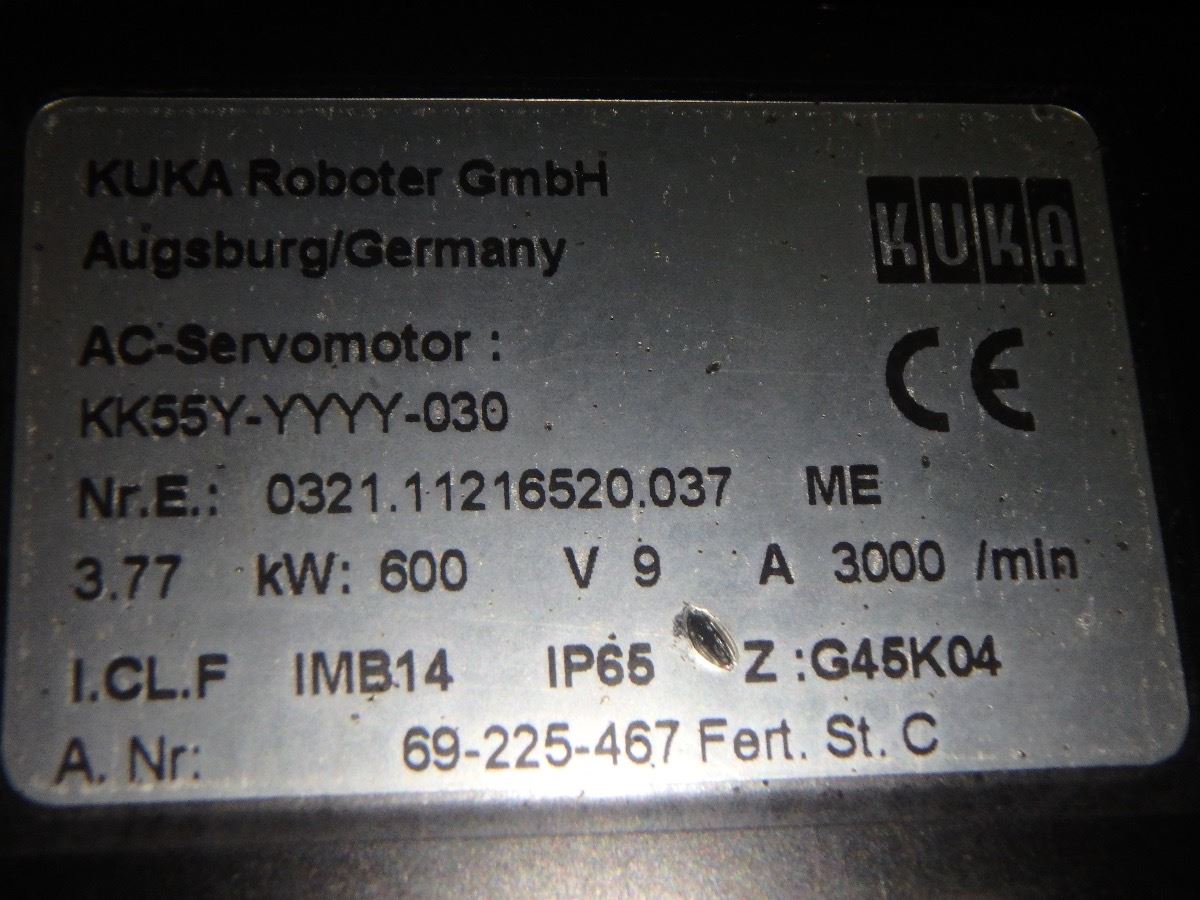 KUKA Roboter GmbH
KUKA
Augsburg/Germany
AC-Servomotor :
CE
KK55Y-YYYY-030
Nr.E.: 0321.11216520.037 ME
3.77 kW: 600 V 9 A 3000 /min
I.CL.F IMB14 IP65 Z :G45K04
A. Nr: 69-225-467 Fert. St. C